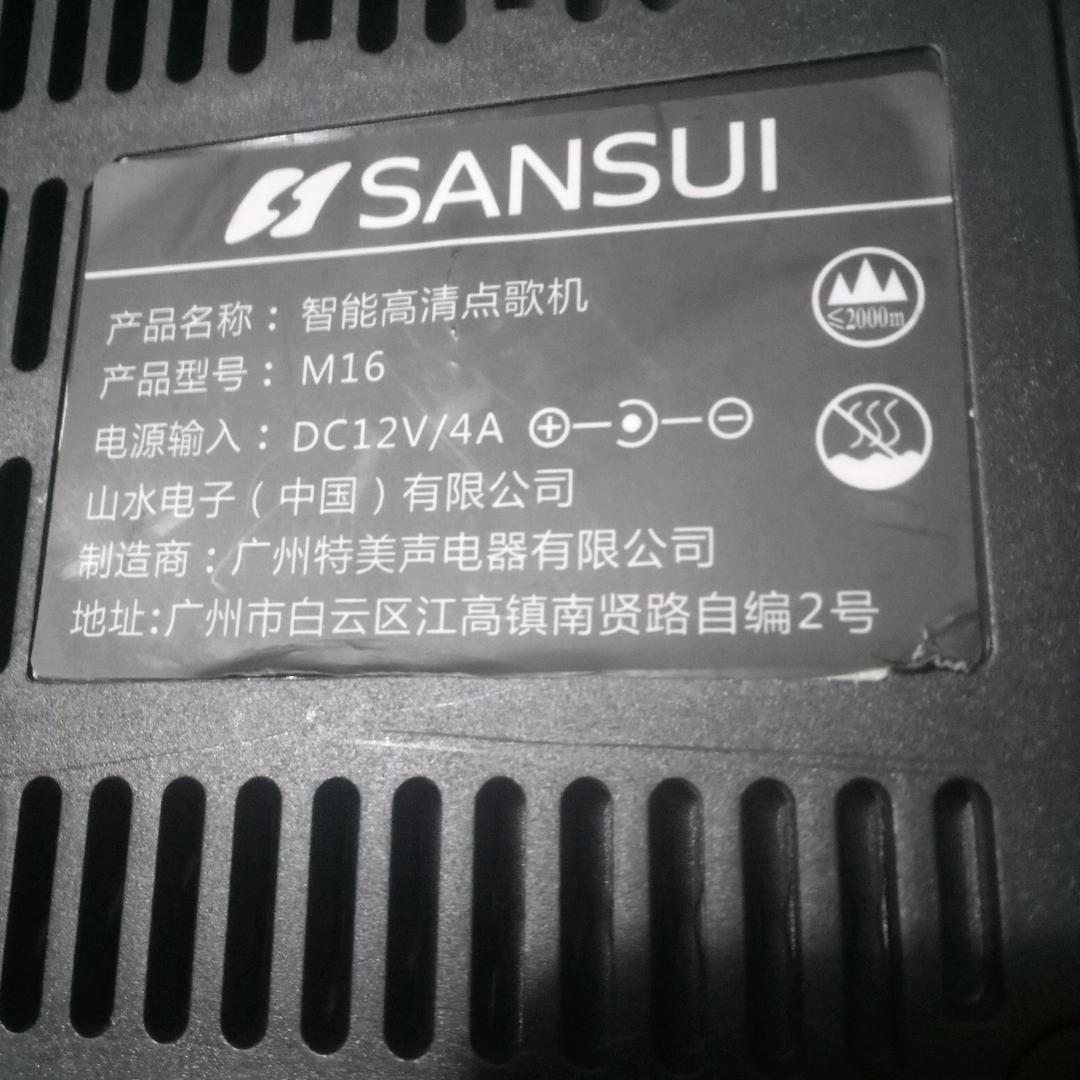 SANSUI
产品名称：智能高清点歌机
产品型号：M16
电源输入：DC12V/4A
山水电子（中国）有限公司
制造商：广州特美声电器有限公司
地址:广州市白云区江高镇南贤路自编2号
≤2000m